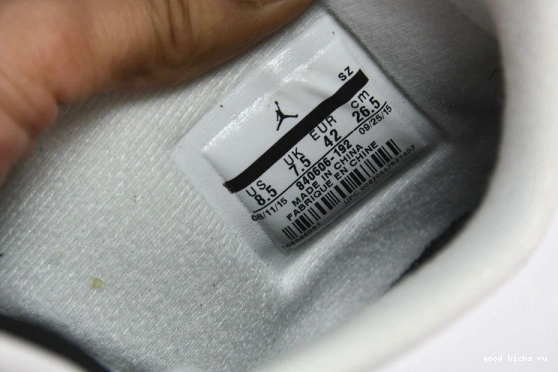 SZ
US UK EUR cm
8.5 7.5 42 26.5
08/11/15 09/25/15
840606-192
MADE IN CHINA
FABRIQUE EN CHINE
good kicks ru